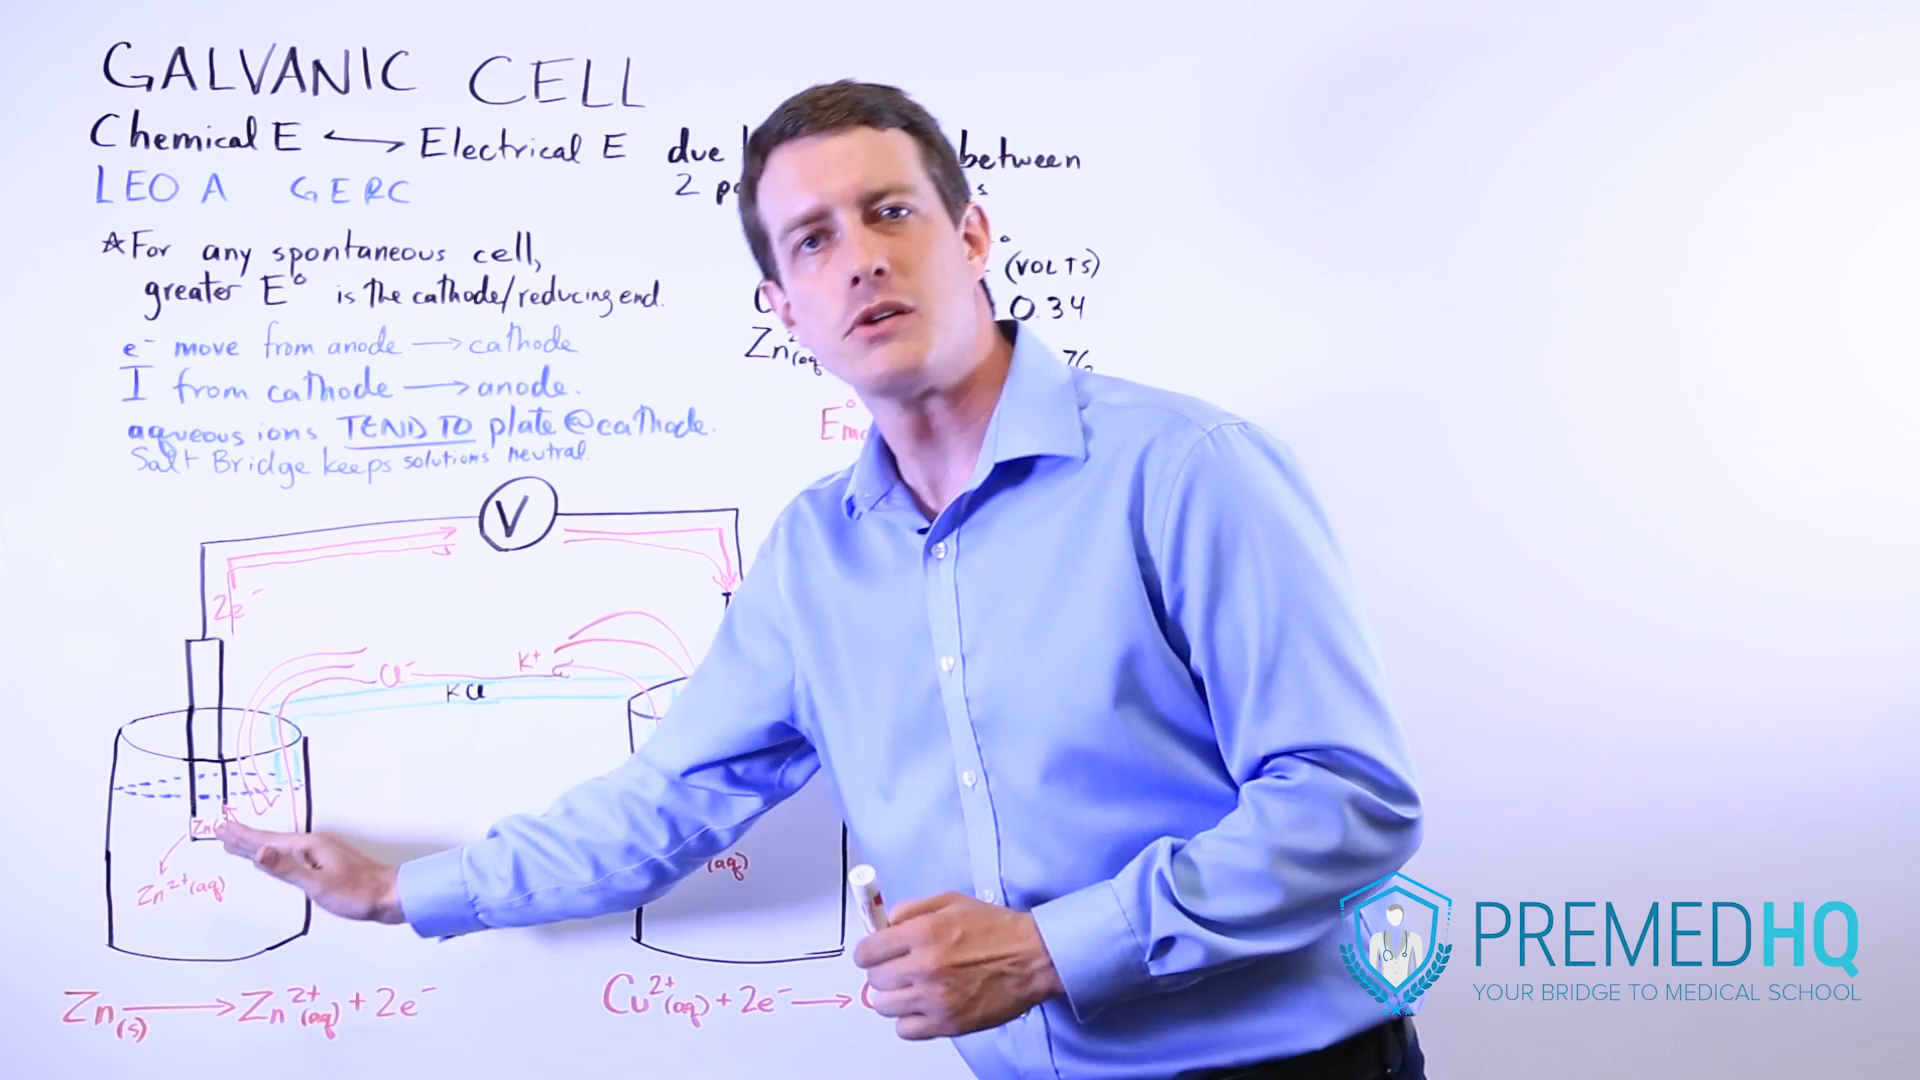 GALVANIC CELL
Chemical E ⟷ Electrical E due between
2 s
LEO A GERC
☆For any spontaneous cell,
greater E° is the cathode/reducing end.
e⁻ move from anode → cathode
I from cathode → anode.
aqueous ions TEND TO plate @ cathode.
Salt Bridge keeps solutions neutral.
° (VOLTS)
0.34
Zn (aq 76
E°
V
2e⁻
Cl⁻ K⁺
KCl
Zn(s)
Zn²⁺(aq)
(aq)
Zn(s) → Zn²⁺(aq) + 2e⁻
Cu²⁺(aq) + 2e⁻ →
PREMEDHQ
YOUR BRIDGE TO MEDICAL SCHOOL